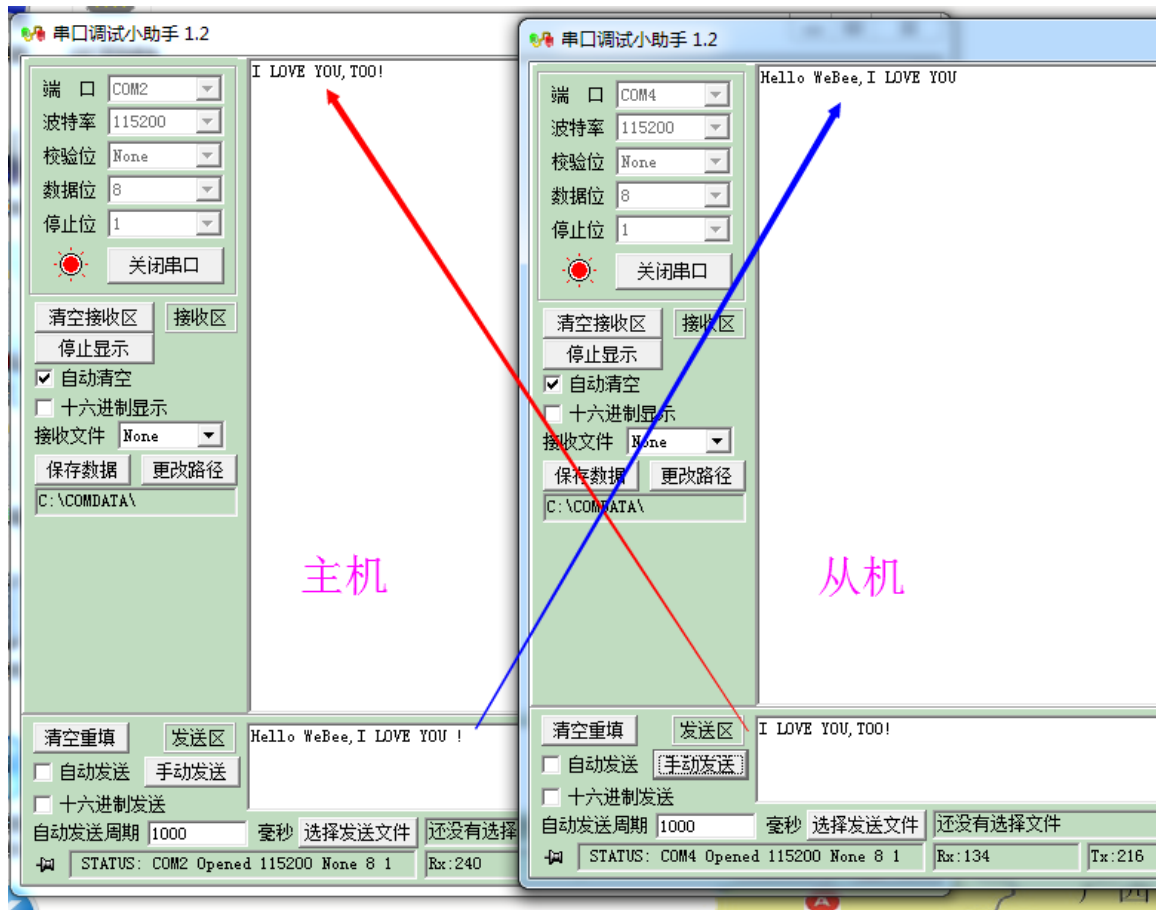 串口调试小助手 1.2
I LOVE YOU,TOO!
端 口 COM2
波特率 115200
校验位 None
数据位 8
停止位 1
关闭串口
清空接收区 接收区
停止显示
自动清空
十六进制显示
接收文件 None
保存数据 更改路径
C:\COMDATA\
主机
清空重填 发送区
Hello WeBee,I LOVE YOU !
自动发送 手动发送
十六进制发送
自动发送周期 1000 毫秒 选择发送文件 还没有选择
STATUS: COM2 Opened 115200 None 8 1 Rx:240
串口调试小助手 1.2
Hello WeBee,I LOVE YOU
端 口 COM4
波特率 115200
校验位 None
数据位 8
停止位 1
关闭串口
清空接收区 接收区
停止显示
自动清空
十六进制显示
接收文件 None
保存数据 更改路径
C:\COMDATA\
从机
清空重填 发送区
I LOVE YOU,TOO!
自动发送 手动发送
十六进制发送
自动发送周期 1000 毫秒 选择发送文件 还没有选择文件
STATUS: COM4 Opened 115200 None 8 1 Rx:134 Tx:216